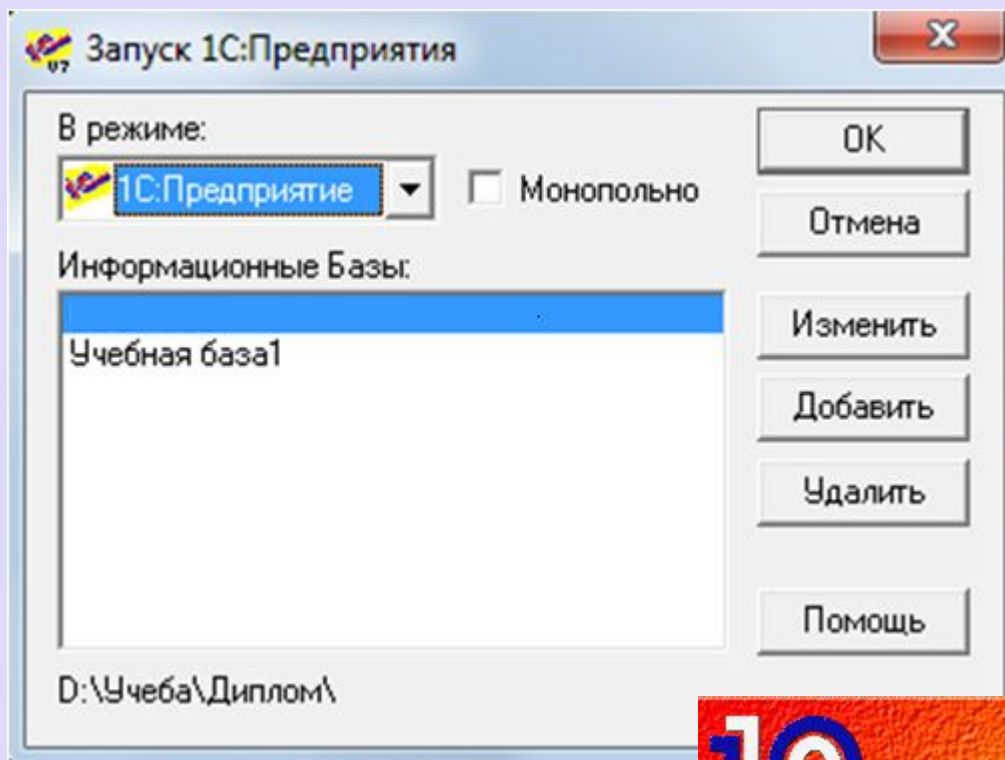 Запуск 1С:Предприятия
В режиме:
1С:Предприятие
Монопольно
Информационные Базы:
Учебная база1
D:\Учеба\Диплом\
OK
Отмена
Изменить
Добавить
Удалить
Помощь